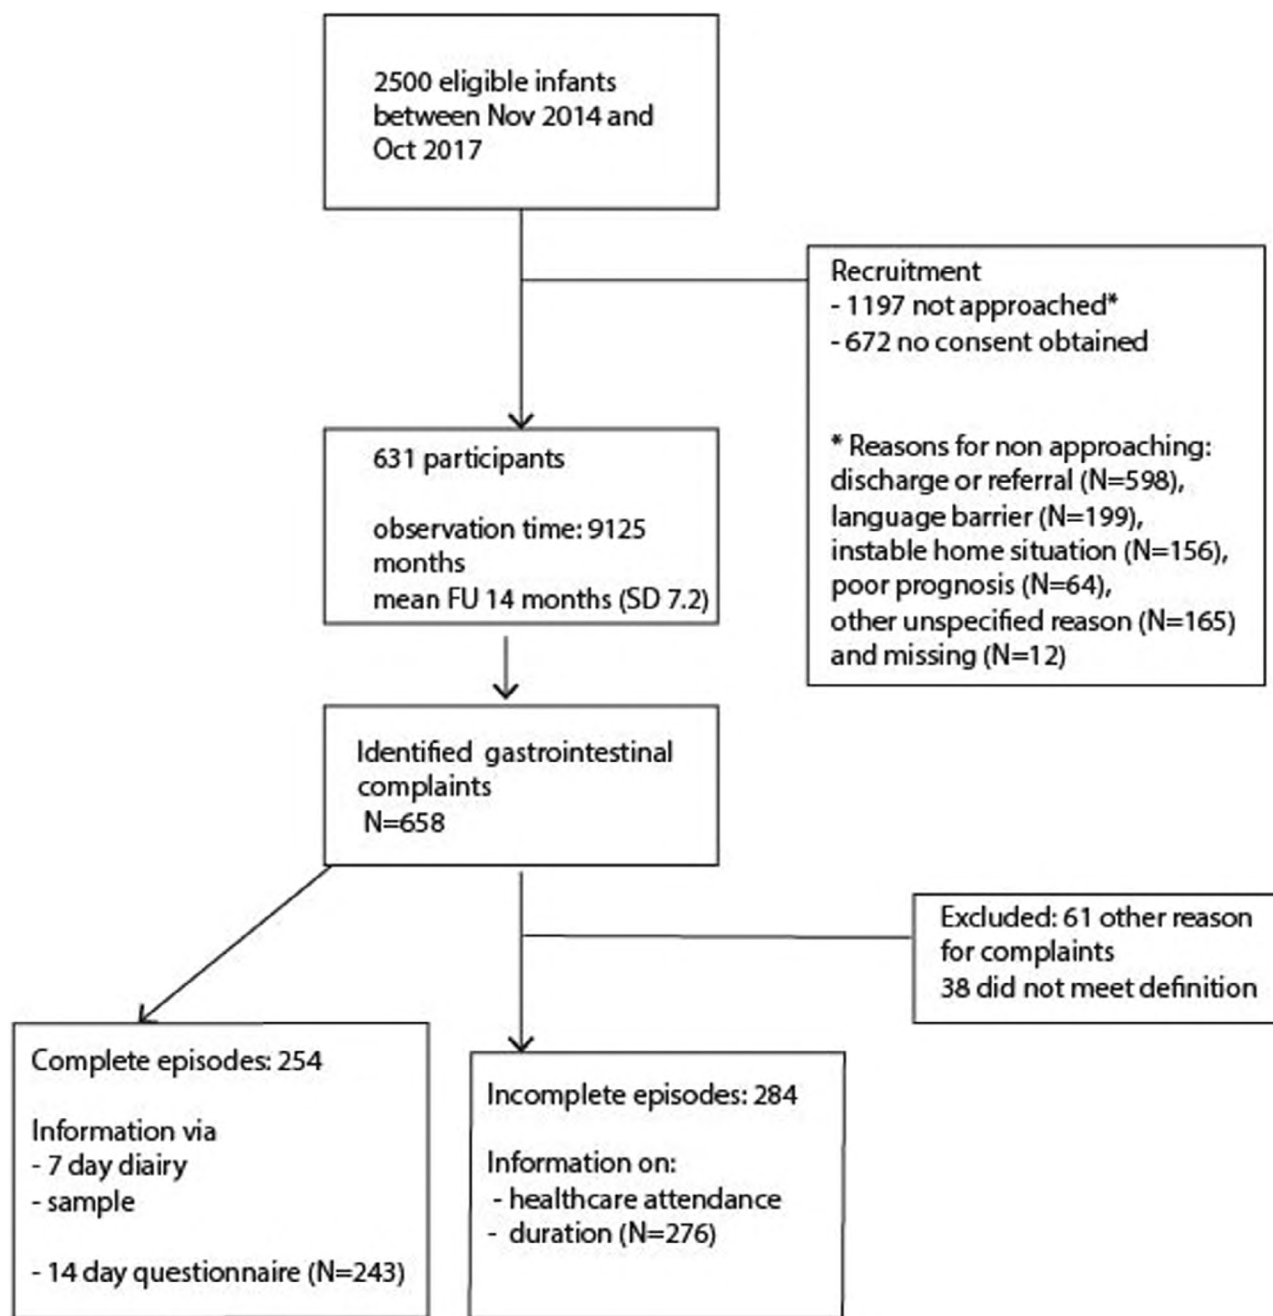 2500 eligible infants
between Nov 2014 and
Oct 2017
Recruitment
- 1197 not approached*
- 672 no consent obtained
* Reasons for non approaching:
discharge or referral (N=598),
language barrier (N=199),
instable home situation (N=156),
poor prognosis (N=64),
other unspecified reason (N=165)
and missing (N=12)
631 participants
observation time: 9125
months
mean FU 14 months (SD 7.2)
Identified gastrointestinal
complaints
N=658
Excluded: 61 other reason
for complaints
38 did not meet definition
Complete episodes: 254
Information via
- 7 day diairy
- sample
- 14 day questionnaire (N=243)
Incomplete episodes: 284
Information on:
- healthcare attendance
- duration (N=276)